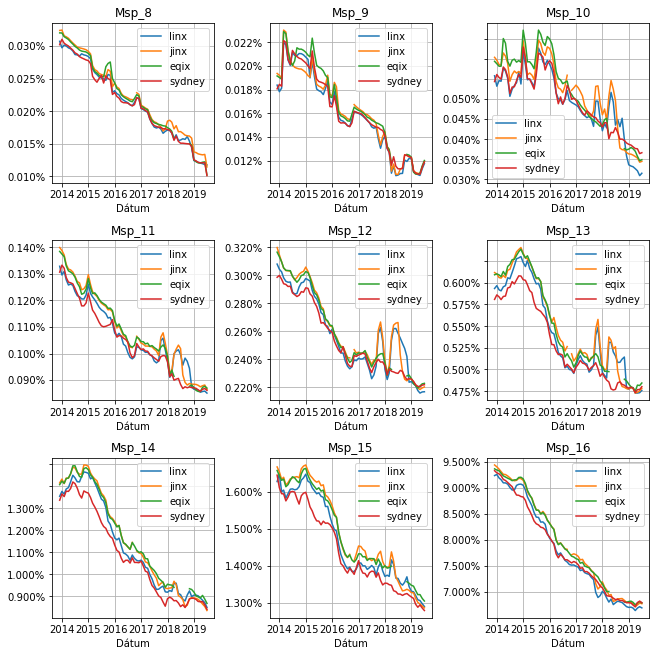 Msp_8
0.030%
0.025%
0.020%
0.015%
0.010%
linx
jinx
eqix
sydney
2014 2015 2016 2017 2018 2019
Dátum
Msp_9
0.022%
0.020%
0.018%
0.016%
0.014%
0.012%
linx
jinx
eqix
sydney
2014 2015 2016 2017 2018 2019
Dátum
Msp_10
0.050%
0.045%
0.040%
0.035%
0.030%
linx
jinx
eqix
sydney
2014 2015 2016 2017 2018 2019
Dátum
Msp_11
0.140%
0.130%
0.120%
0.110%
0.100%
0.090%
linx
jinx
eqix
sydney
2014 2015 2016 2017 2018 2019
Dátum
Msp_12
0.320%
0.300%
0.280%
0.260%
0.240%
0.220%
linx
jinx
eqix
sydney
2014 2015 2016 2017 2018 2019
Dátum
Msp_13
0.600%
0.575%
0.550%
0.525%
0.500%
0.475%
linx
jinx
eqix
sydney
2014 2015 2016 2017 2018 2019
Dátum
Msp_14
1.300%
1.200%
1.100%
1.000%
0.900%
linx
jinx
eqix
sydney
2014 2015 2016 2017 2018 2019
Dátum
Msp_15
1.600%
1.500%
1.400%
1.300%
linx
jinx
eqix
sydney
2014 2015 2016 2017 2018 2019
Dátum
Msp_16
9.500%
9.000%
8.500%
8.000%
7.500%
7.000%
linx
jinx
eqix
sydney
2014 2015 2016 2017 2018 2019
Dátum